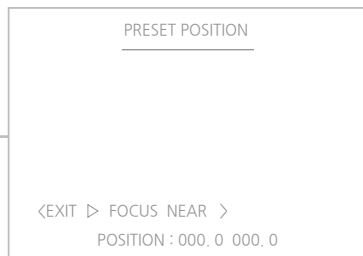 PRESET POSITION
〈EXIT ▷ FOCUS NEAR 〉
POSITION : 000. 0 000. 0